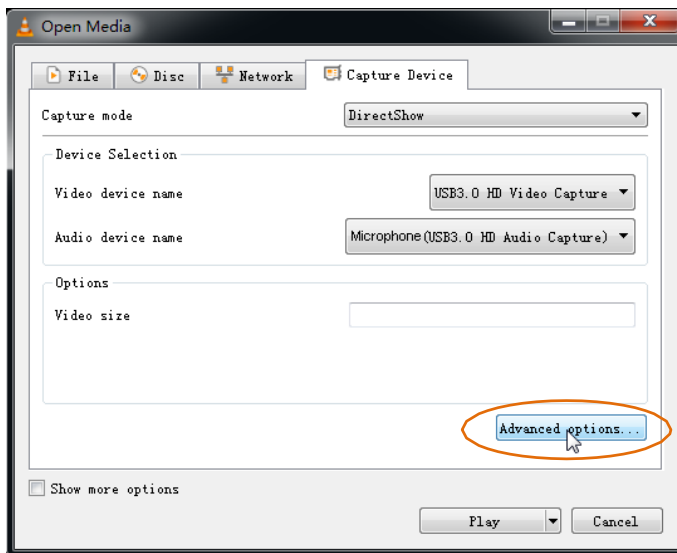 Open Media
File Disc Network Capture Device
Capture mode DirectShow
Device Selection
Video device name USB3.0 HD Video Capture
Audio device name Microphone(USB3.0 HD Audio Capture)
Options
Video size
Advanced options...
Show more options
Play Cancel